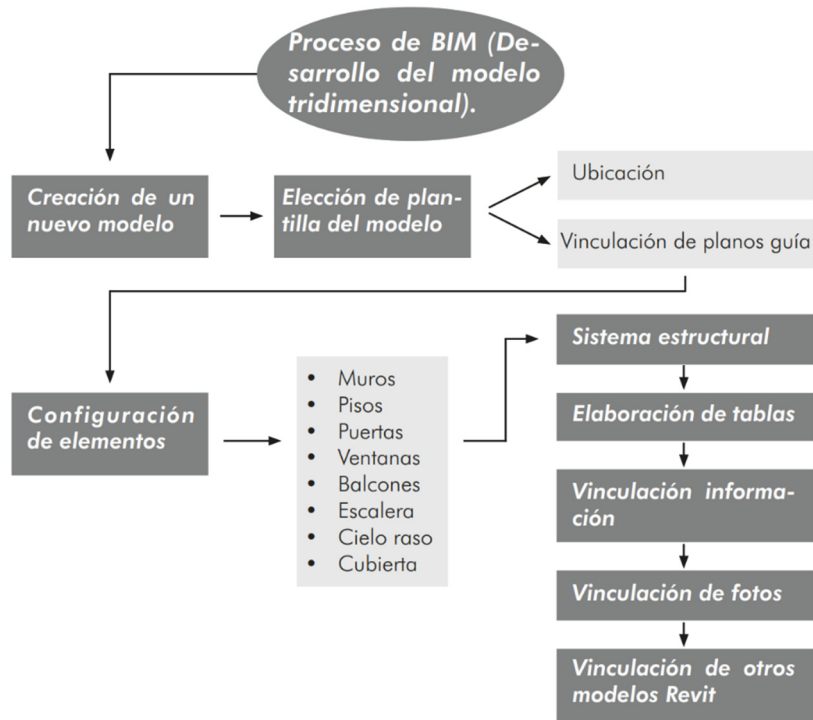 Proceso de BIM (De-
sarrollo del modelo
tridimensional).
Creación de un
nuevo modelo
Elección de plan-
tilla del modelo
Ubicación
Vinculación de planos guía
Configuración
de elementos
• Muros
• Pisos
• Puertas
• Ventanas
• Balcones
• Escalera
• Cielo raso
• Cubierta
Sistema estructural
Elaboración de tablas
Vinculación informa-
ción
Vinculación de fotos
Vinculación de otros
modelos Revit